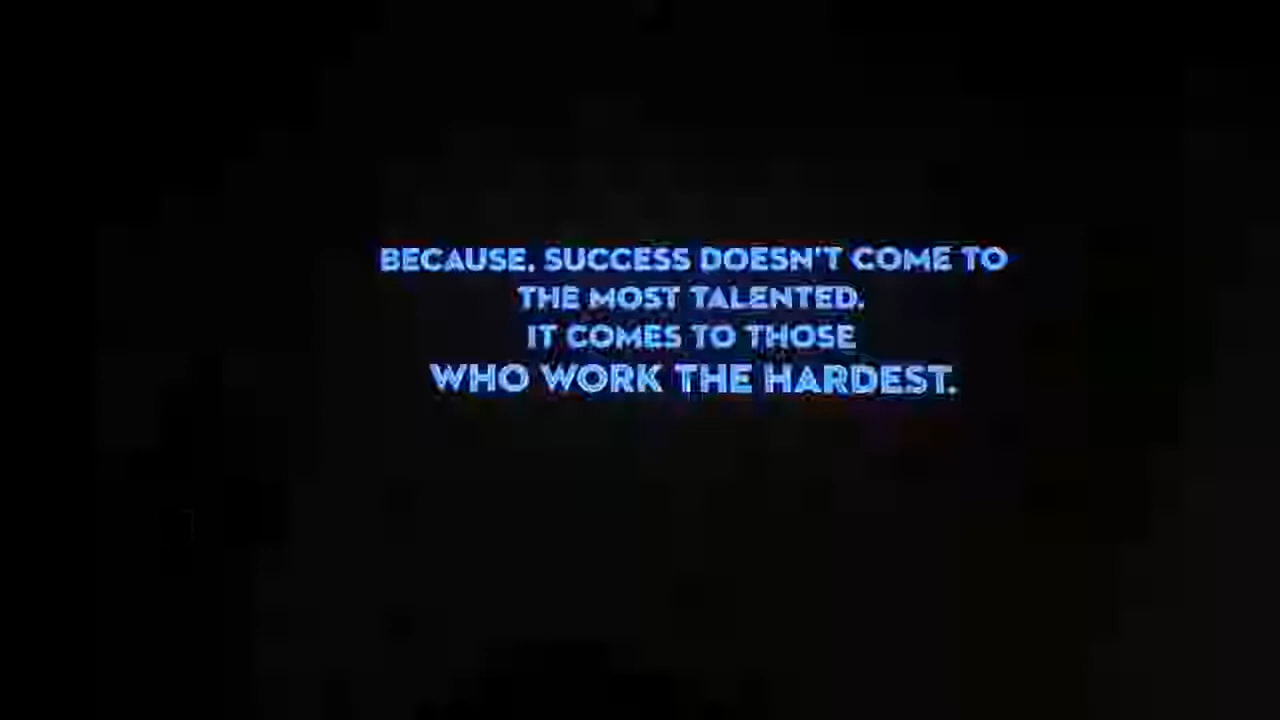 BECAUSE, SUCCESS DOESN'T COME TO
THE MOST TALENTED.
IT COMES TO THOSE
WHO WORK THE HARDEST.